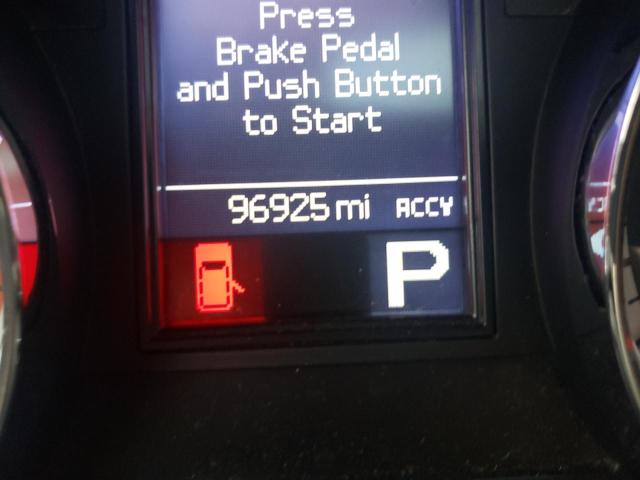 Press
Brake Pedal
and Push Button
to Start
96925 mi ACCY
P